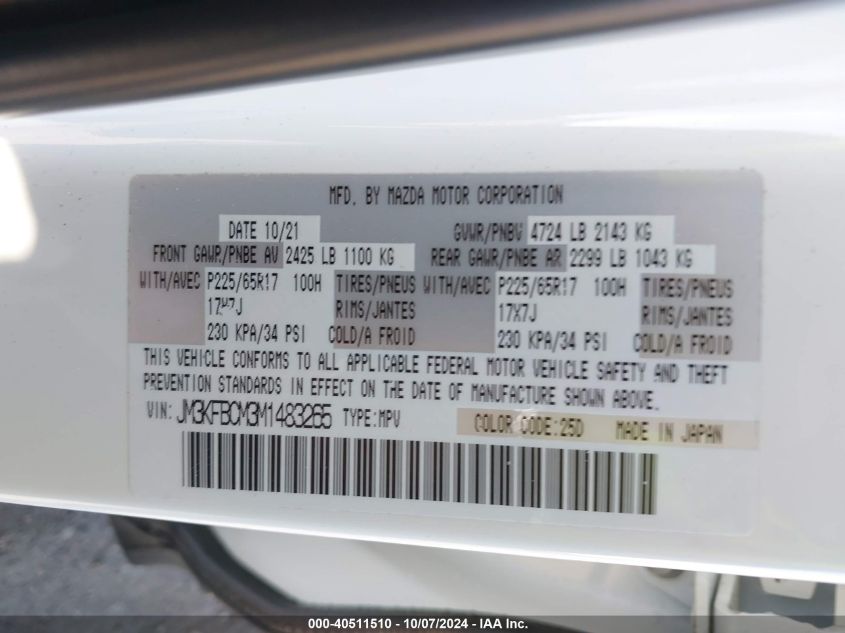 MFD. BY MAZDA MOTOR CORPORATION
DATE 10/21 GVWR/PNBV 4724 LB 2143 KG
FRONT GAWR/PNBE AV 2425 LB 1100 KG REAR GAWR/PNBE AR 2299 LB 1043 KG
WITH/AVEC P225/65R17 100H TIRES/PNEUS WITH/AVEC P225/65R17 100H TIRES/PNEUS
17X7J RIMS/JANTES 17X7J RIMS/JANTES
230 KPA/34 PSI COLD/A FROID 230 KPA/34 PSI COLD/A FROID
THIS VEHICLE CONFORMS TO ALL APPLICABLE FEDERAL MOTOR VEHICLE SAFETY AND THEFT
PREVENTION STANDARDS IN EFFECT ON THE DATE OF MANUFACTURE SHOWN ABOVE.
VIN: JM3KFBCM3M1483265 TYPE:MPV COLOR CODE:25D MADE IN JAPAN
000-40511510 - 10/07/2024 - IAA Inc.